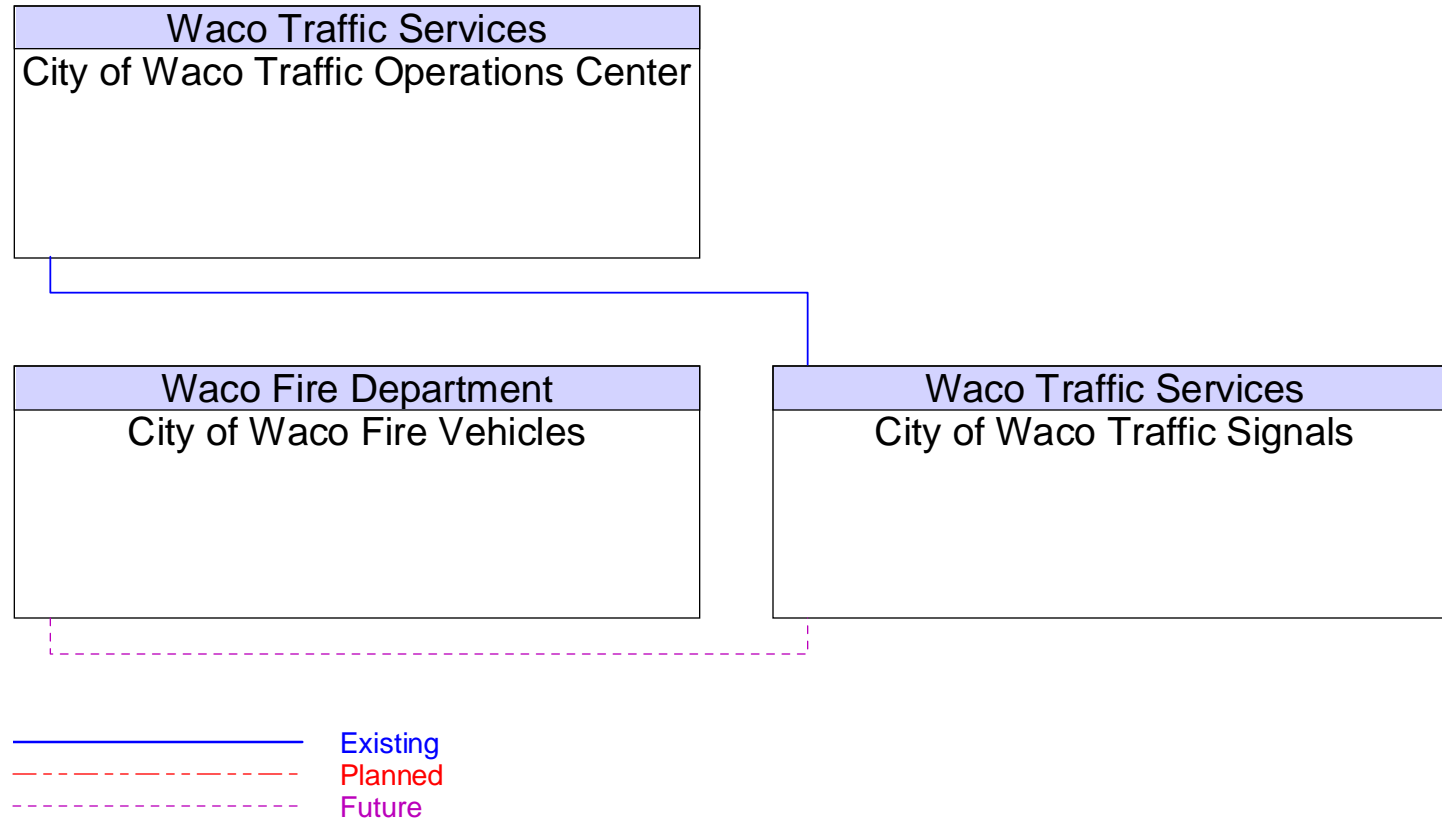 Waco Traffic Services
City of Waco Traffic Operations Center
Waco Fire Department
City of Waco Fire Vehicles
Waco Traffic Services
City of Waco Traffic Signals
Existing
Planned
Future